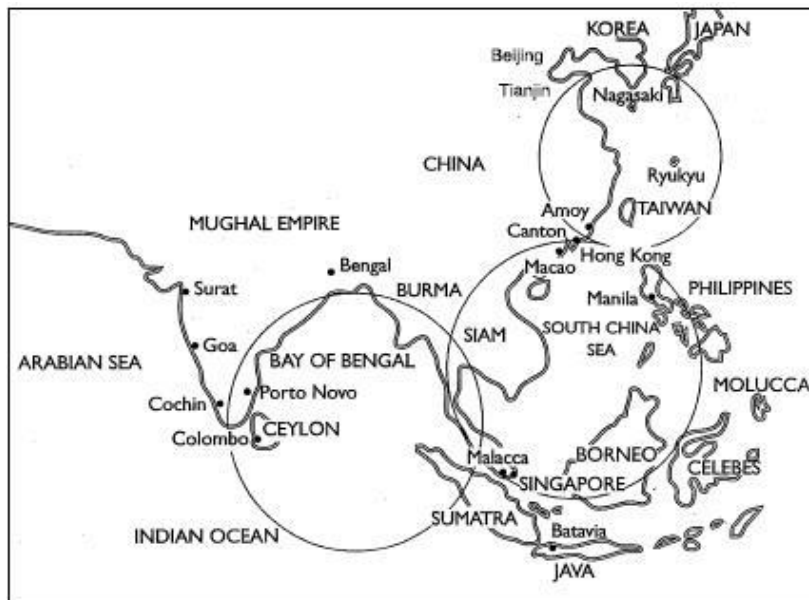 KOREA
JAPAN
Beijing
Tianjin
Nagasaki
CHINA
Ryukyu
TAIWAN
Amoy
Canton
Hong Kong
Macao
MUGHAL EMPIRE
Bengal
BURMA
Surat
Manila
PHILIPPINES
SIAM
SOUTH CHINA
SEA
Goa
ARABIAN SEA
BAY OF BENGAL
Porto Novo
MOLUCCA
Cochin
Colombo
CEYLON
Malacca
BORNEO
CELEBES
SINGAPORE
SUMATRA
INDIAN OCEAN
Batavia
JAVA